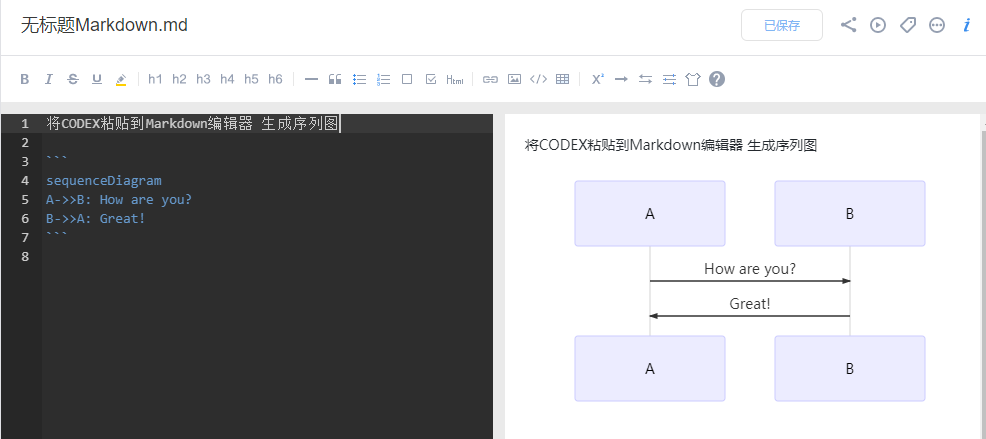 无标题Markdown.md
已保存
B I S U h1 h2 h3 h4 h5 h6 Html X²
1 将CODEX粘贴到Markdown编辑器 生成序列图
2
3 ```
4 sequenceDiagram
5 A->>B: How are you?
6 B->>A: Great!
7 ```
8
将CODEX粘贴到Markdown编辑器 生成序列图
A B
How are you?
Great!
A B